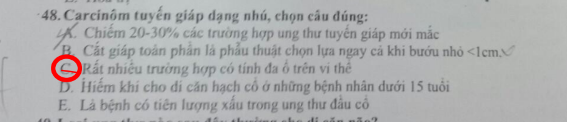 48. Carcinôm tuyến giáp dạng nhú, chọn câu đúng:
A. Chiếm 20-30% các trường hợp ung thư tuyến giáp mới mắc
B. Cắt giáp toàn phần là phẫu thuật chọn lựa ngay cả khi bướu nhỏ <1cm.
C. Rất nhiều trường hợp có tính đa ổ trên vi thể
D. Hiếm khi cho di căn hạch cổ ở những bệnh nhân dưới 15 tuổi
E. Là bệnh có tiên lượng xấu trong ung thư đầu cổ